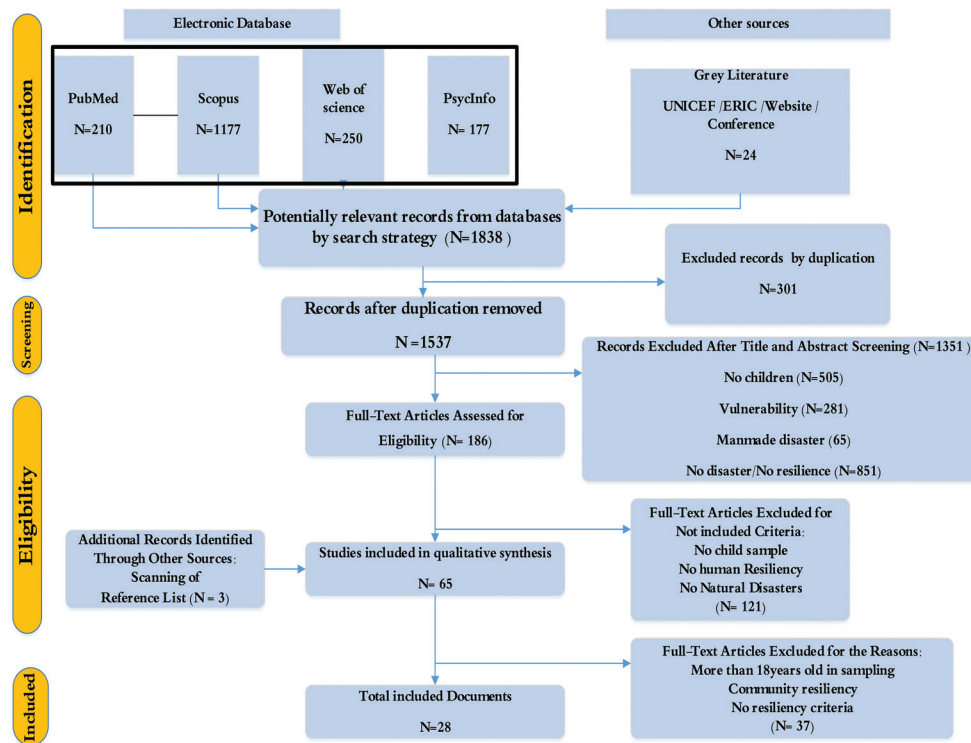 Electronic Database
Other sources
Identification
PubMed
N=210
Scopus
N=1177
Web of
science
N=250
PsycInfo
N= 177
Grey Literature
UNICEF /ERIC /Website /
Conference
N=24
Potentially relevant records from databases
by search strategy (N=1838 )
Excluded records by duplication
N=301
Screening
Records after duplication removed
N =1537
Records Excluded After Title and Abstract Screening (N=1351)
No children (N=505)
Vulnerability (N=281)
Manmade disaster (65)
No disaster/No resilience (N=851)
Eligibility
Full-Text Articles Assessed for
Eligibility (N= 186)
Full-Text Articles Excluded for
Not included Criteria:
No child sample
No human Resiliency
No Natural Disasters
(N= 121)
Additional Records Identified
Through Other Sources:
Scanning of
Reference List (N = 3)
Studies included in qualitative synthesis
N= 65
Full-Text Articles Excluded for the Reasons:
More than 18years old in sampling
Community resiliency
No resiliency criteria
(N= 37)
Included
Total included Documents
N=28